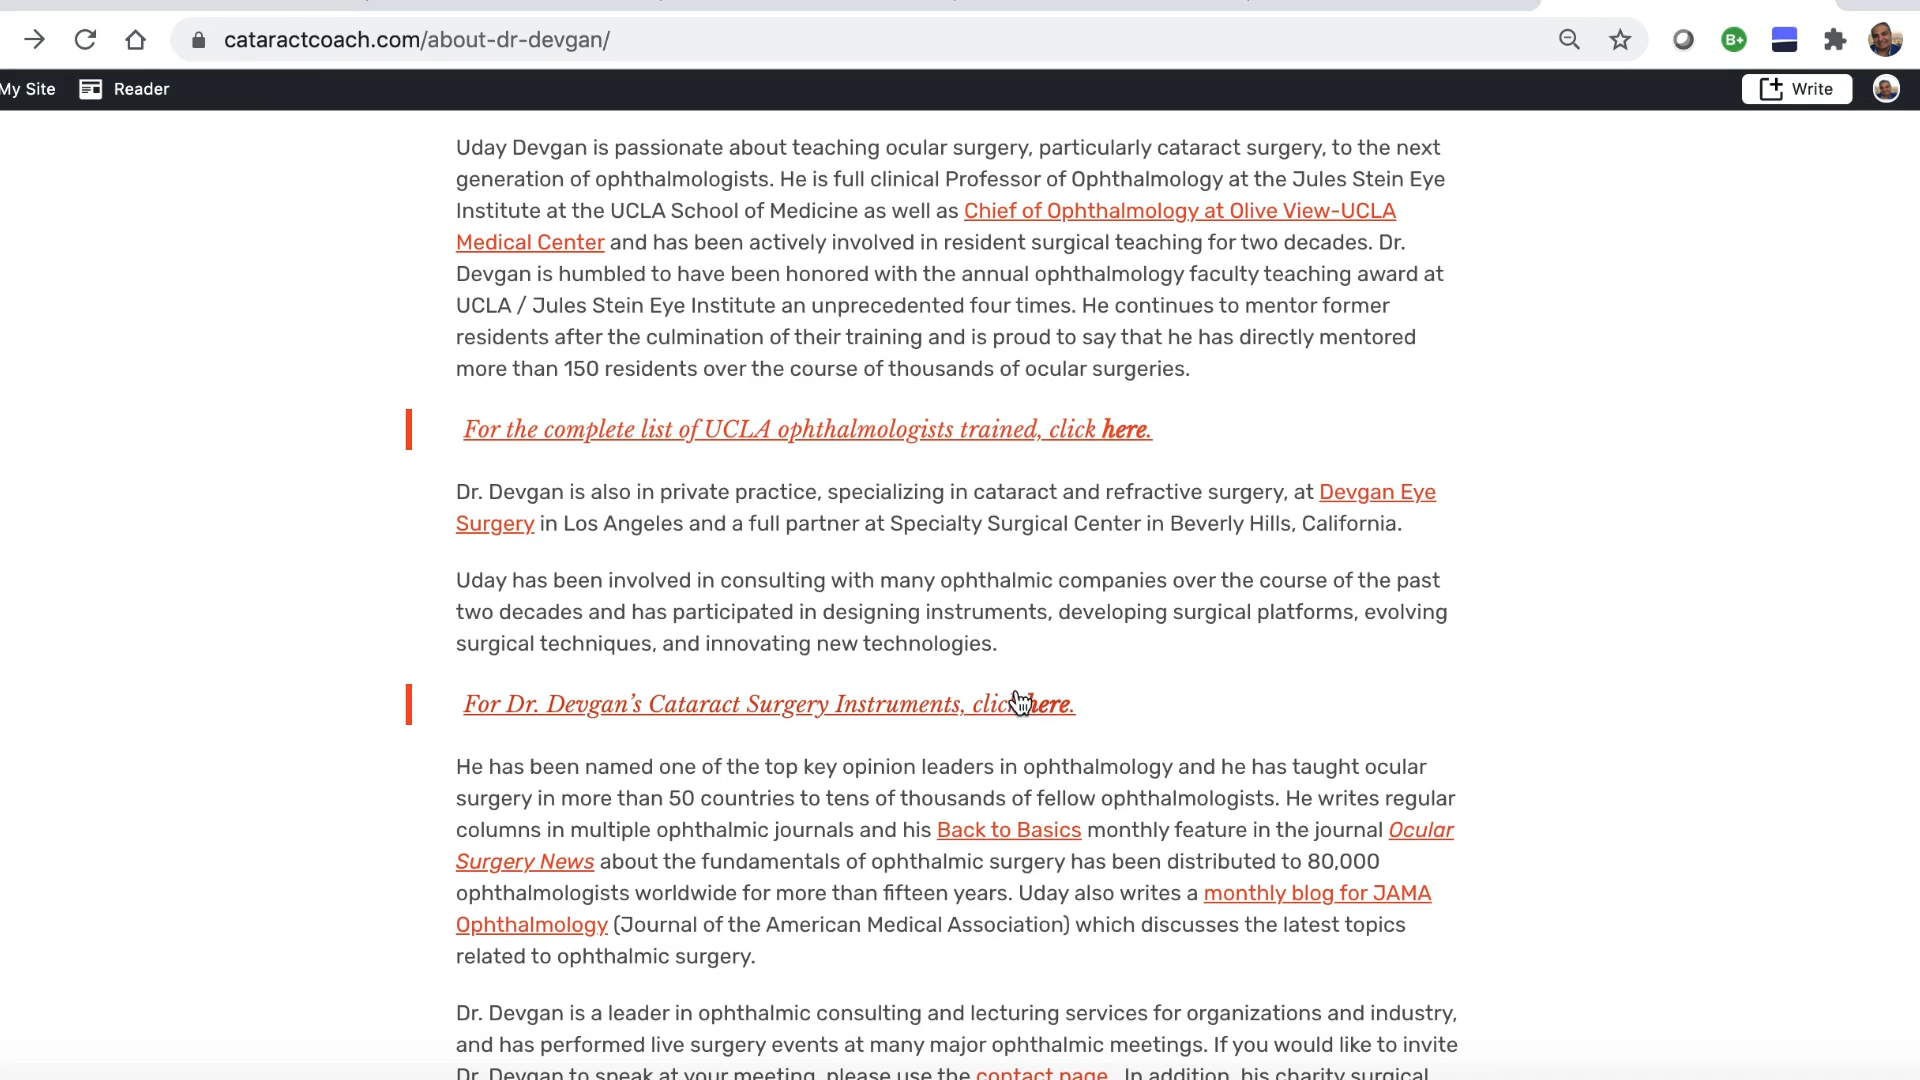 cataractcoach.com/about-dr-devgan/
B+
My Site
Reader
Write
Uday Devgan is passionate about teaching ocular surgery, particularly cataract surgery, to the next
generation of ophthalmologists. He is full clinical Professor of Ophthalmology at the Jules Stein Eye
Institute at the UCLA School of Medicine as well as Chief of Ophthalmology at Olive View-UCLA
Medical Center and has been actively involved in resident surgical teaching for two decades. Dr.
Devgan is humbled to have been honored with the annual ophthalmology faculty teaching award at
UCLA / Jules Stein Eye Institute an unprecedented four times. He continues to mentor former
residents after the culmination of their training and is proud to say that he has directly mentored
more than 150 residents over the course of thousands of ocular surgeries.
For the complete list of UCLA ophthalmologists trained, click here.
Dr. Devgan is also in private practice, specializing in cataract and refractive surgery, at Devgan Eye
Surgery in Los Angeles and a full partner at Specialty Surgical Center in Beverly Hills, California.
Uday has been involved in consulting with many ophthalmic companies over the course of the past
two decades and has participated in designing instruments, developing surgical platforms, evolving
surgical techniques, and innovating new technologies.
For Dr. Devgan’s Cataract Surgery Instruments, click here.
He has been named one of the top key opinion leaders in ophthalmology and he has taught ocular
surgery in more than 50 countries to tens of thousands of fellow ophthalmologists. He writes regular
columns in multiple ophthalmic journals and his Back to Basics monthly feature in the journal Ocular
Surgery News about the fundamentals of ophthalmic surgery has been distributed to 80,000
ophthalmologists worldwide for more than fifteen years. Uday also writes a monthly blog for JAMA
Ophthalmology (Journal of the American Medical Association) which discusses the latest topics
related to ophthalmic surgery.
Dr. Devgan is a leader in ophthalmic consulting and lecturing services for organizations and industry,
and has performed live surgery events at many major ophthalmic meetings. If you would like to invite
Dr. Devgan to speak at your meeting, please use the contact page. In addition, his charity surgical